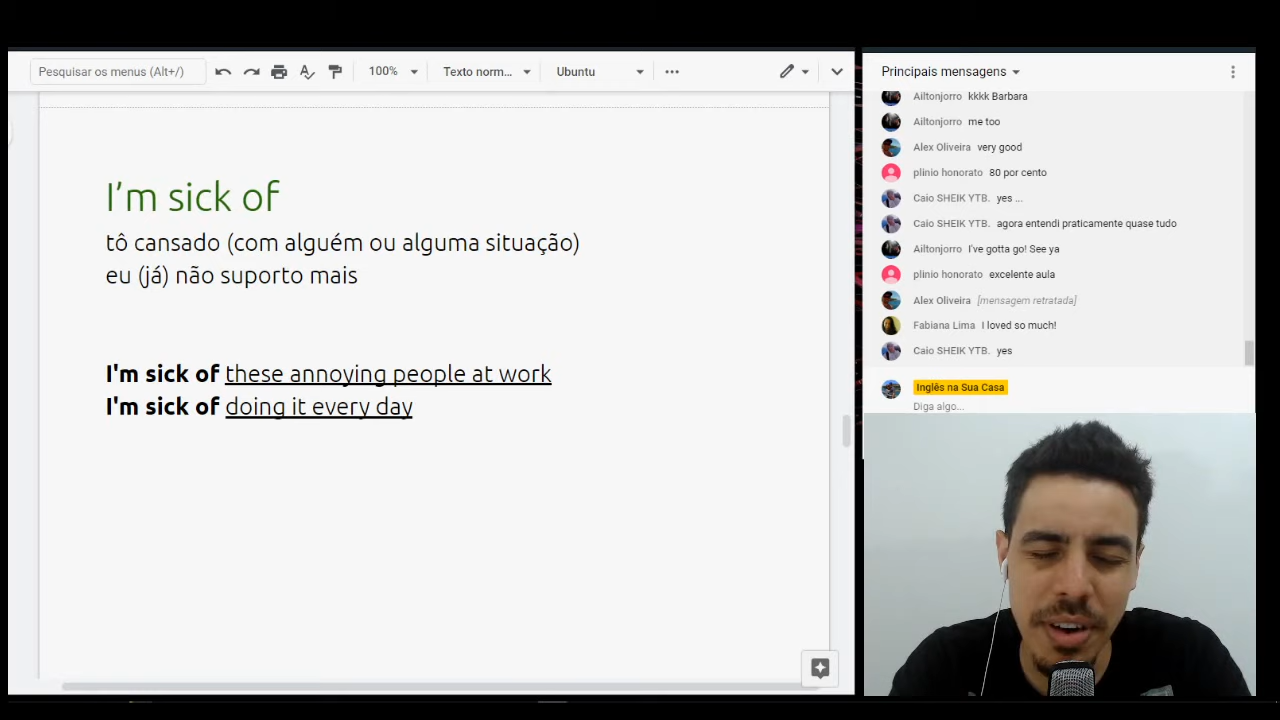 Pesquisar os menus (Alt+/)
100%
Texto norm...
Ubuntu
I'm sick of
tô cansado (com alguém ou alguma situação)
eu (já) não suporto mais
I'm sick of these annoying people at work
I'm sick of doing it every day
Principais mensagens
Ailtonjorro kkkk Barbara
Ailtonjorro me too
Alex Oliveira very good
plinio honorato 80 por cento
Caio SHEIK YTB. yes ...
Caio SHEIK YTB. agora entendi praticamente quase tudo
Ailtonjorro I've gotta go! See ya
plinio honorato excelente aula
Alex Oliveira [mensagem retratada]
Fabiana Lima I loved so much!
Caio SHEIK YTB. yes
Inglês na Sua Casa
Diga algo...